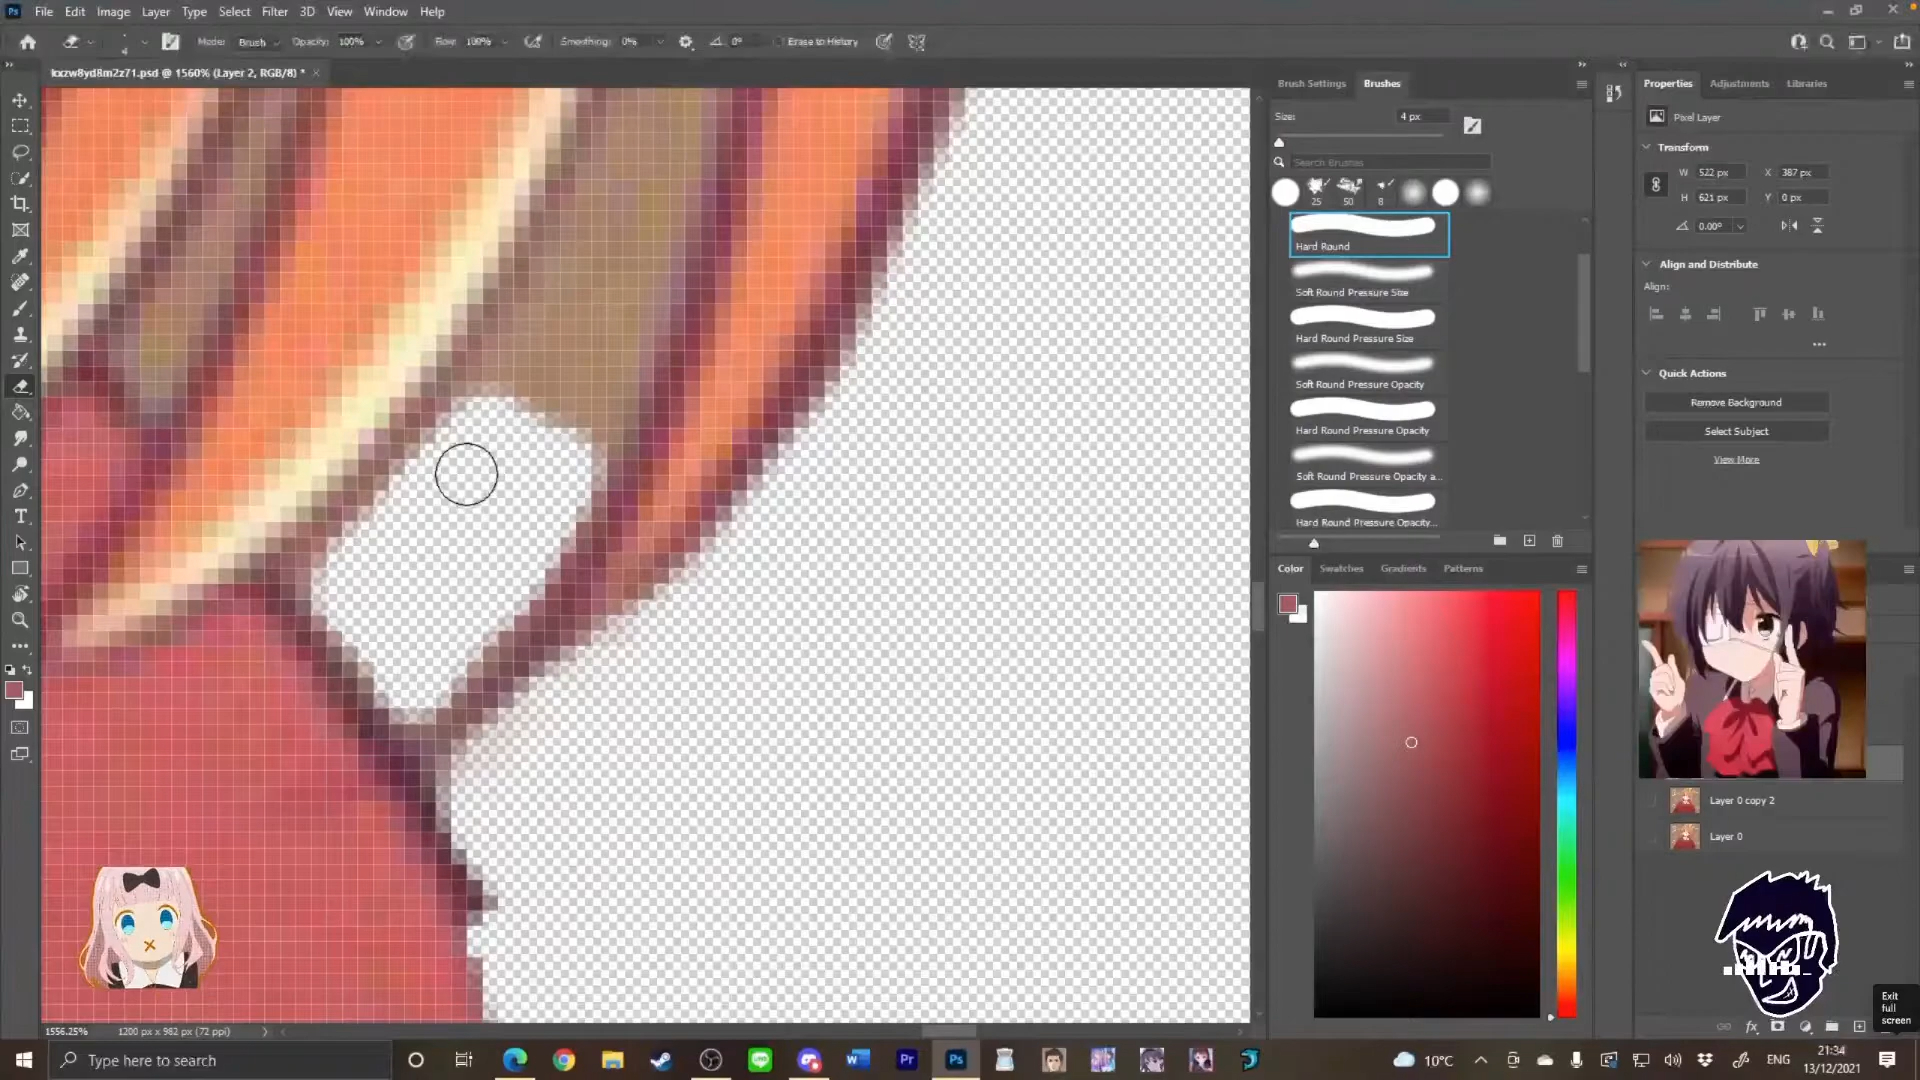 Ps File Edit Image Layer Type Select Filter 3D View Window Help
Mode: Brush Opacity: 100% Flow: 100% Smoothing: 0% 0° Erase to History
kxzw8yd8m2z71.psd @ 1560% (Layer 2, RGB/8) * ×
Brush Settings Brushes
Size: 4 px
Search Brushes
25 50 8
Hard Round
Soft Round Pressure Size
Hard Round Pressure Size
Soft Round Pressure Opacity
Hard Round Pressure Opacity
Soft Round Pressure Opacity a...
Hard Round Pressure Opacity...
Color Swatches Gradients Patterns
Properties Adjustments Libraries
Pixel Layer
Transform
W 522 px X 387 px
H 621 px Y 0 px
0.00°
Align and Distribute
Align:
...
Quick Actions
Remove Background
Select Subject
View More
Layer 0 copy 2
Layer 0
Exit
full
screen
fx
1556.25% 1200 px x 982 px (72 ppi)
Type here to search
W Pr Ps
10°C
ENG
21:34
13/12/2021